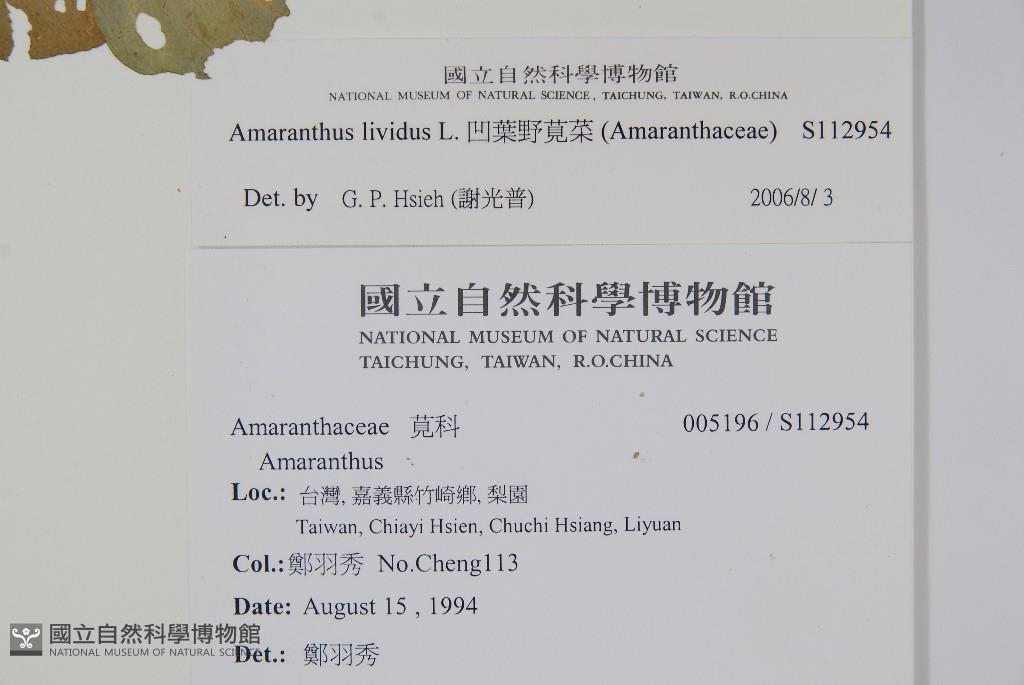 國立自然科學博物館
NATIONAL MUSEUM OF NATURAL SCIENCE, TAICHUNG, TAIWAN, R.O.CHINA
Amaranthus lividus L. 凹葉野莧菜 (Amaranthaceae) S112954
Det. by G. P. Hsieh (謝光普) 2006/8/ 3
國立自然科學博物館
NATIONAL MUSEUM OF NATURAL SCIENCE
TAICHUNG, TAIWAN, R.O.CHINA
Amaranthaceae 莧科 005196 / S112954
Amaranthus
Loc.: 台灣, 嘉義縣竹崎鄉, 梨園
Taiwan, Chiayi Hsien, Chuchi Hsiang, Liyuan
Col.: 鄭羽秀 No.Cheng113
Date: August 15 , 1994
Det.: 鄭羽秀
國立自然科學博物館
NATIONAL MUSEUM OF NATURAL SCIENCE